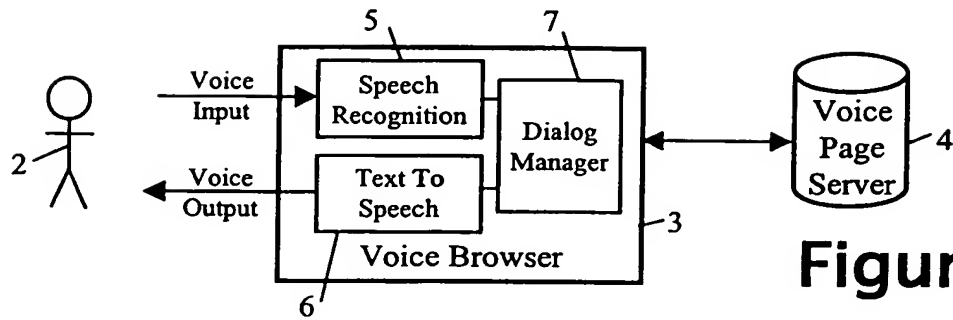 5
7
Voice
Input
Speech
Recognition
Dialog
Manager
Voice
Page
Server
4
2
Voice
Output
Text To
Speech
3
Voice Browser
6
Figur